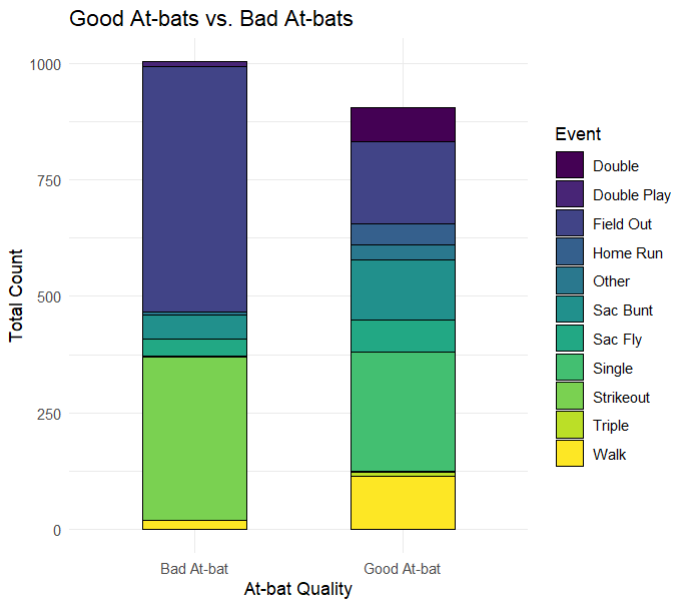 Good At-bats vs. Bad At-bats
Total Count
1000
750
500
250
0
Bad At-bat
Good At-bat
At-bat Quality
Event
Double
Double Play
Field Out
Home Run
Other
Sac Bunt
Sac Fly
Single
Strikeout
Triple
Walk